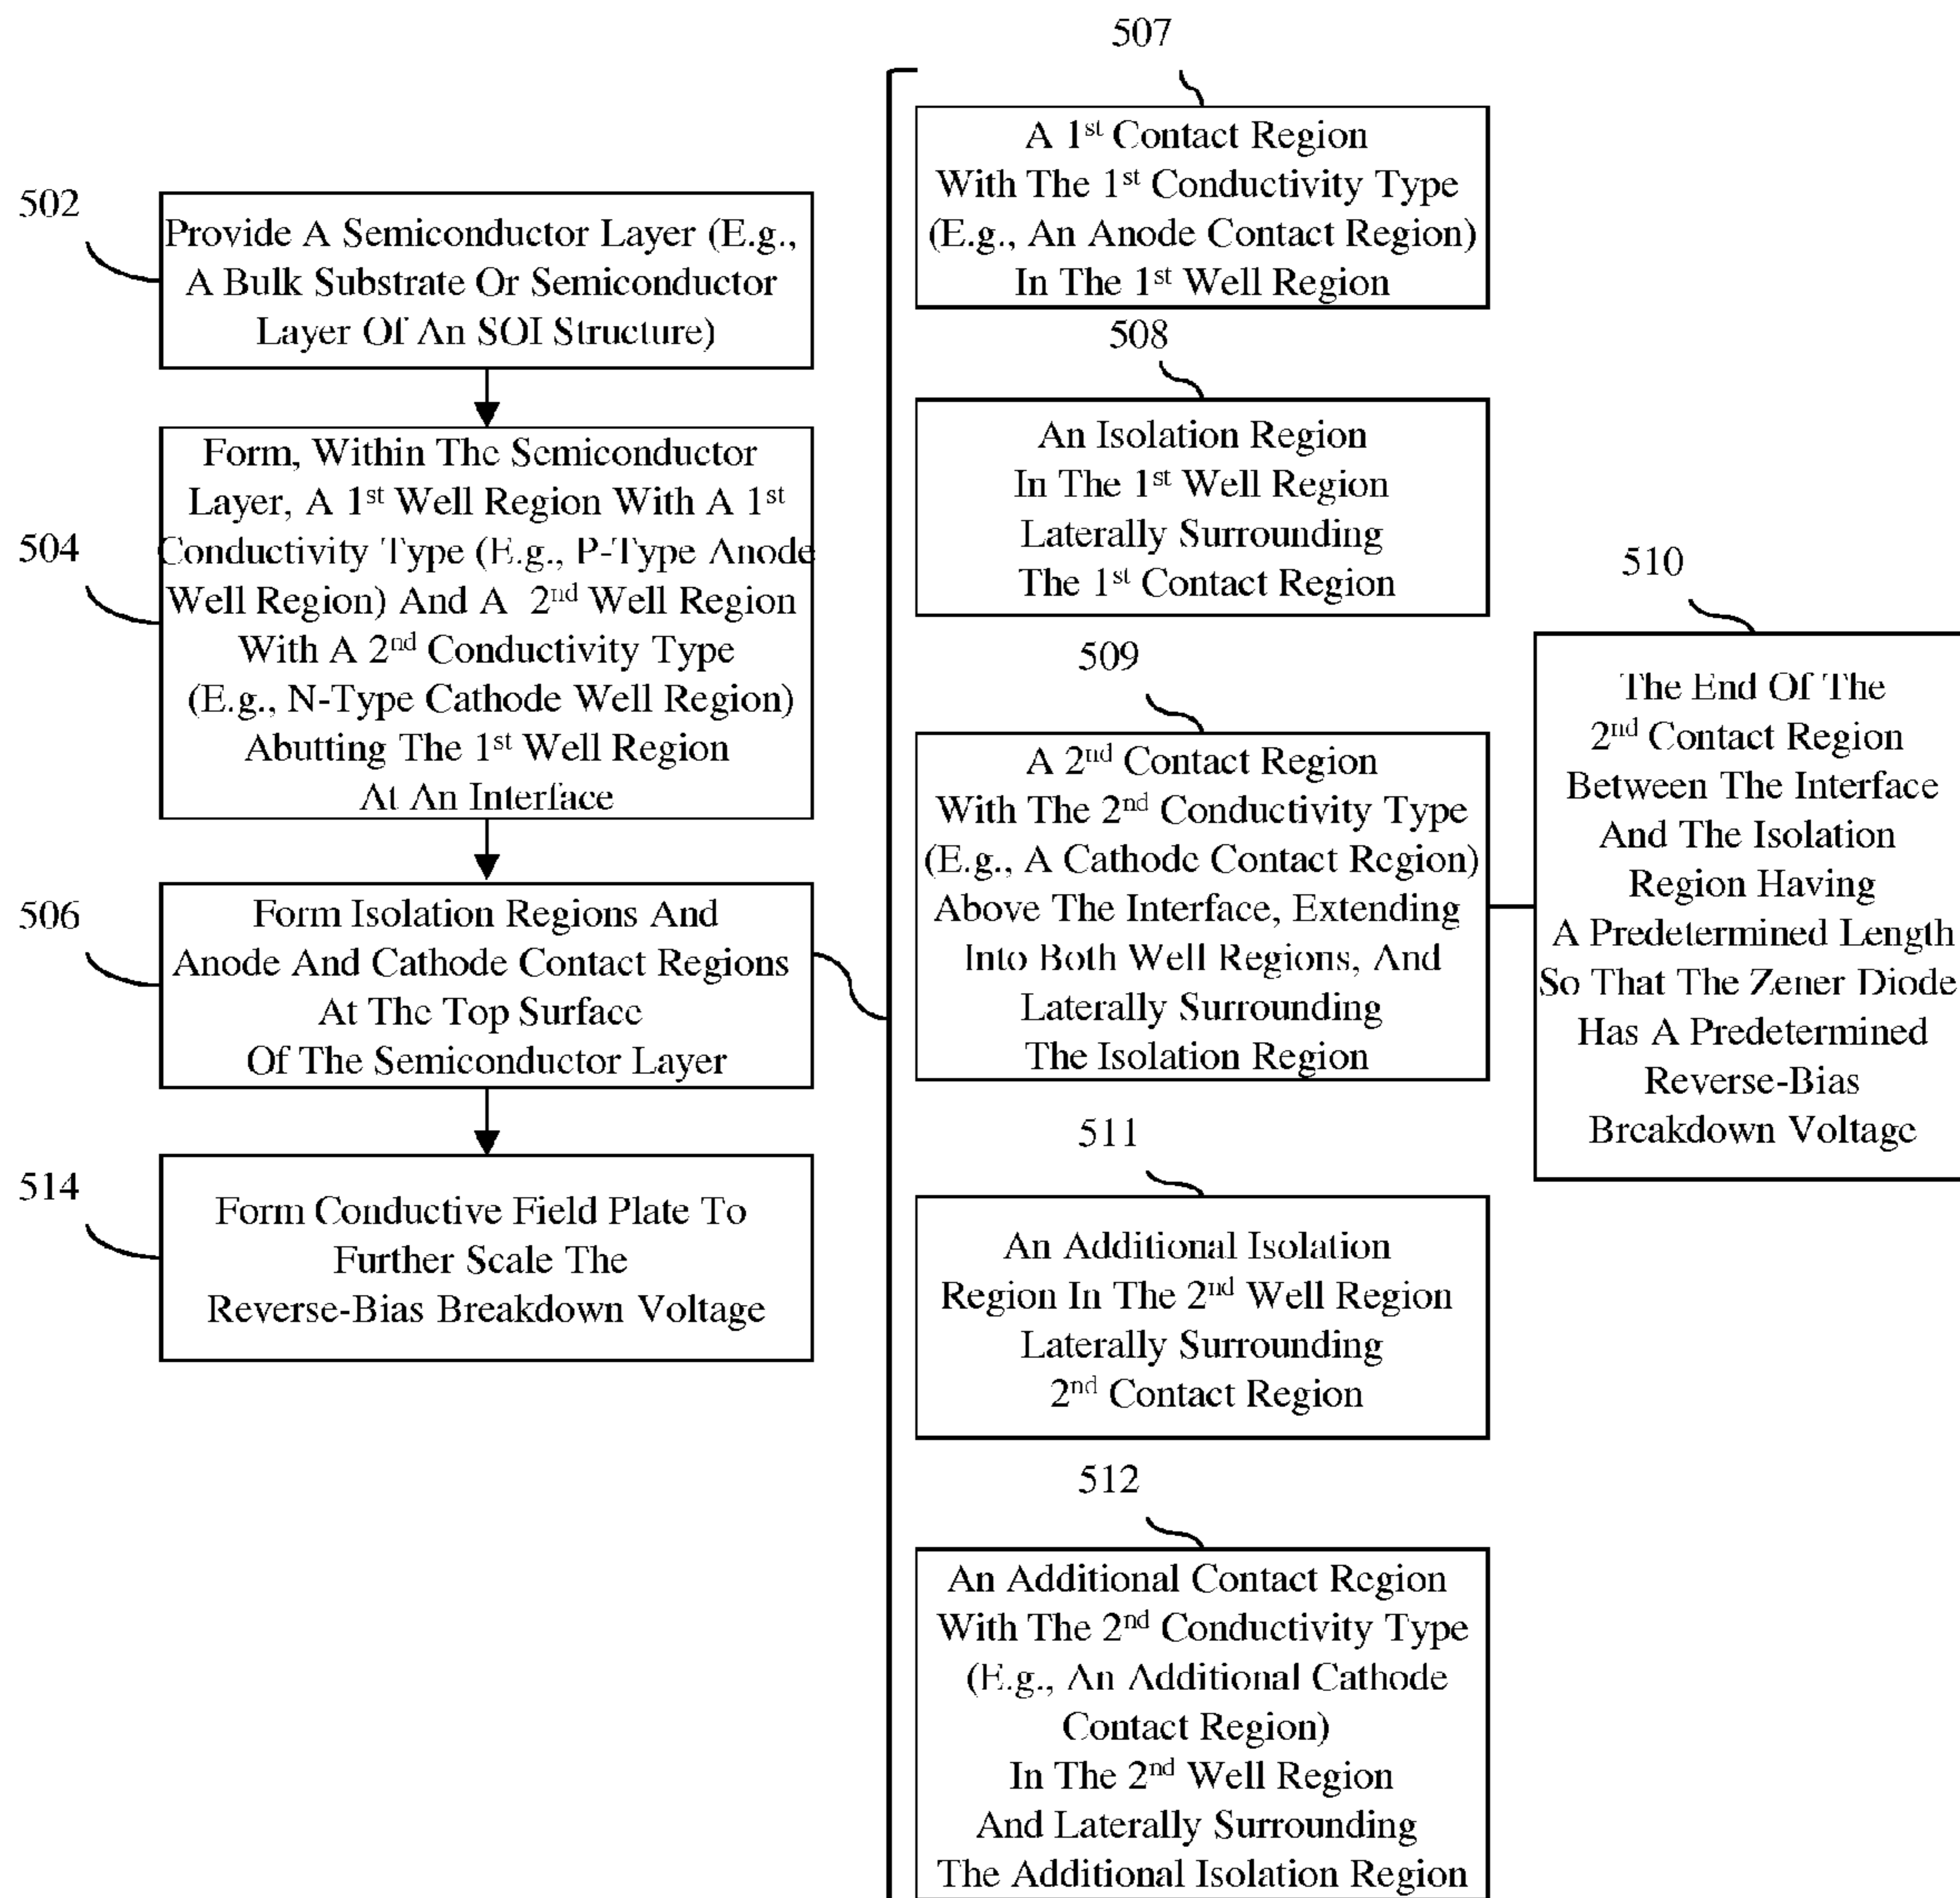 502
Provide A Semiconductor Layer (E.g.,
A Bulk Substrate Or Semiconductor
Layer Of An SOI Structure)
504
Form, Within The Semiconductor
Layer, A 1st Well Region With A 1st
Conductivity Type (E.g., P-Type Anode
Well Region) And A 2nd Well Region
With A 2nd Conductivity Type
(E.g., N-Type Cathode Well Region)
Abutting The 1st Well Region
At An Interface
506
Form Isolation Regions And
Anode And Cathode Contact Regions
At The Top Surface
Of The Semiconductor Layer
514
Form Conductive Field Plate To
Further Scale The
Reverse-Bias Breakdown Voltage
507
A 1st Contact Region
With The 1st Conductivity Type
(E.g., An Anode Contact Region)
In The 1st Well Region
508
An Isolation Region
In The 1st Well Region
Laterally Surrounding
The 1st Contact Region
509
A 2nd Contact Region
With The 2nd Conductivity Type
(E.g., A Cathode Contact Region)
Above The Interface, Extending
Into Both Well Regions, And
Laterally Surrounding
The Isolation Region
510
The End Of The
2nd Contact Region
Between The Interface
And The Isolation
Region Having
A Predetermined Length
So That The Zener Diode
Has A Predetermined
Reverse-Bias
Breakdown Voltage
511
An Additional Isolation
Region In The 2nd Well Region
Laterally Surrounding
2nd Contact Region
512
An Additional Contact Region
With The 2nd Conductivity Type
(E.g., An Additional Cathode
Contact Region)
In The 2nd Well Region
And Laterally Surrounding
The Additional Isolation Region